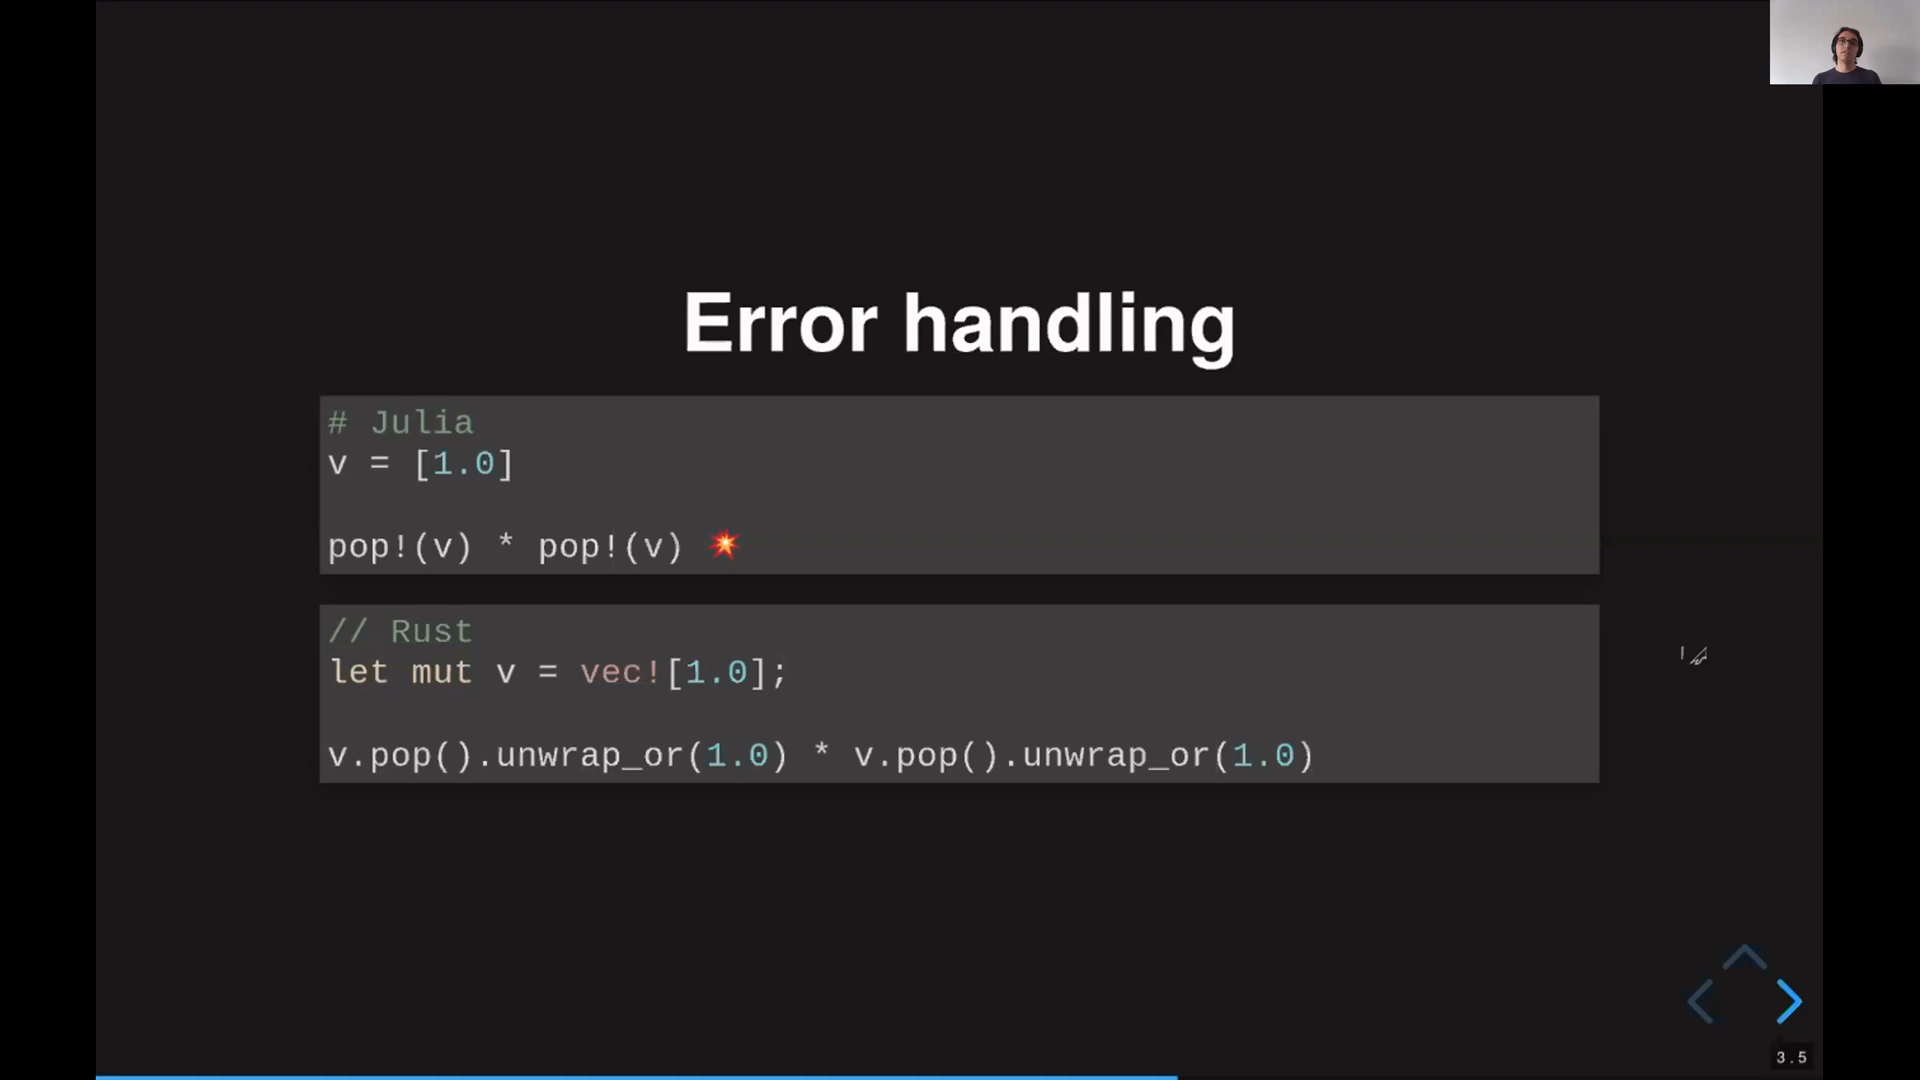 Error handling
# Julia
v = [1.0]
pop!(v) * pop!(v) 💥
// Rust
let mut v = vec![1.0];
v.pop().unwrap_or(1.0) * v.pop().unwrap_or(1.0)
3.5